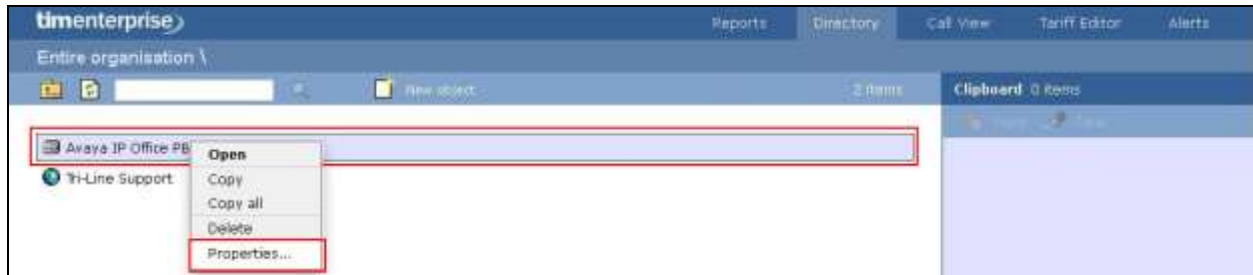 timenterprise
Reports Directory Call View Tariff Editor Alerts
Entire organisation \
New object 2 items Clipboard 0 items
Avaya IP Office PB
Open
Tri-Line Support
Copy
Copy all
Delete
Properties...